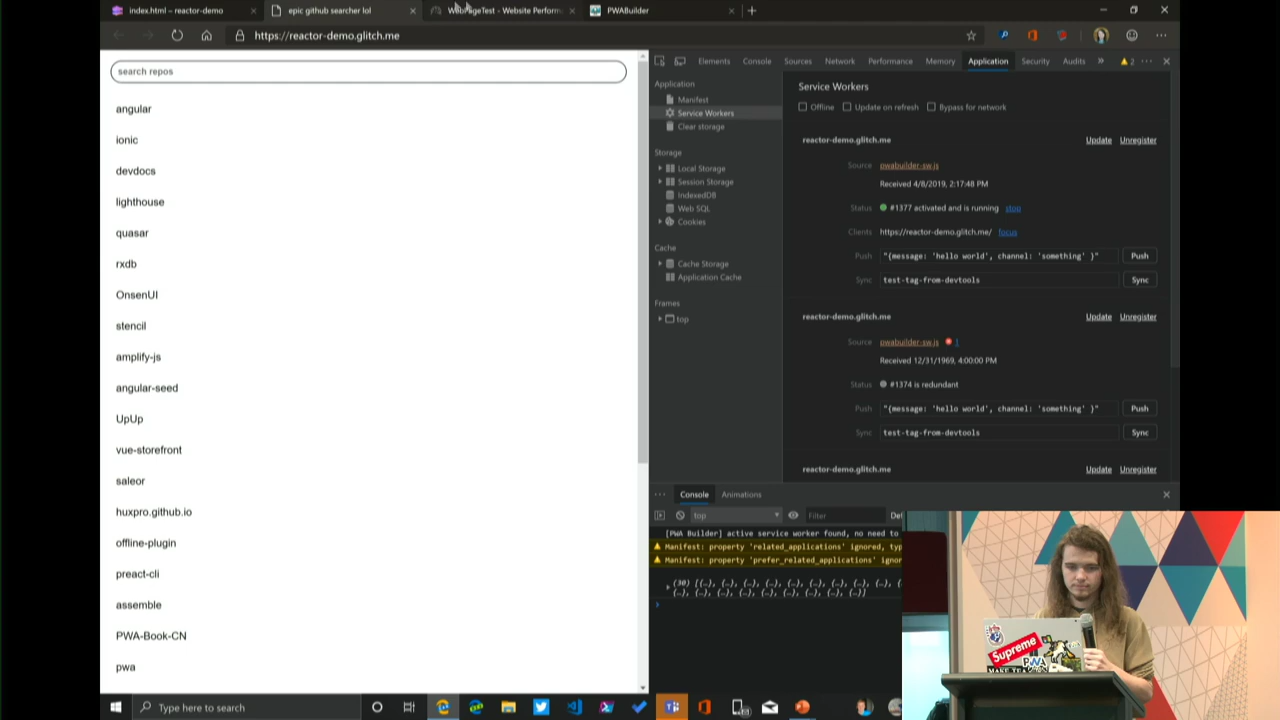 index.html – reactor-demo
epic github searcher lol
WebPageTest - Website Perform
PWABuilder
https://reactor-demo.glitch.me
search repos
angular
ionic
devdocs
lighthouse
quasar
rxdb
OnsenUI
stencil
amplify-js
angular-seed
UpUp
vue-storefront
saleor
huxpro.github.io
offline-plugin
preact-cli
assemble
PWA-Book-CN
pwa
Elements Console Sources Network Performance Memory Application Security Audits » 2
Application
Manifest
Service Workers
Clear storage
Storage
Local Storage
Session Storage
IndexedDB
Web SQL
Cookies
Cache
Cache Storage
Application Cache
Frames
top
Service Workers
Offline Update on refresh Bypass for network
reactor-demo.glitch.me Update Unregister
Source pwabuilder-sw.js
Received 4/8/2019, 2:17:48 PM
Status #1377 activated and is running stop
Clients https://reactor-demo.glitch.me/ focus
Push "{message: 'hello world', channel: 'something' }" Push
Sync test-tag-from-devtools Sync
reactor-demo.glitch.me Update Unregister
Source pwabuilder-sw.js 1
Received 12/31/1969, 4:00:00 PM
Status #1374 is redundant
Push "{message: 'hello world', channel: 'something' }" Push
Sync test-tag-from-devtools Sync
reactor-demo.glitch.me Update Unregister
Console Animations
top Filter Def
[PWA Builder] active service worker found, no need to
Manifest: property 'related_applications' ignored, typ
Manifest: property 'prefer_related_applications' ignor
(30) [{…}, {…}, {…}, {…}, {…}, {…}, {…}, {…}, {…},
{…}, {…}, {…}, {…}, {…}, {…}, {…}, {…}]
Supreme
PWA
Type here to search